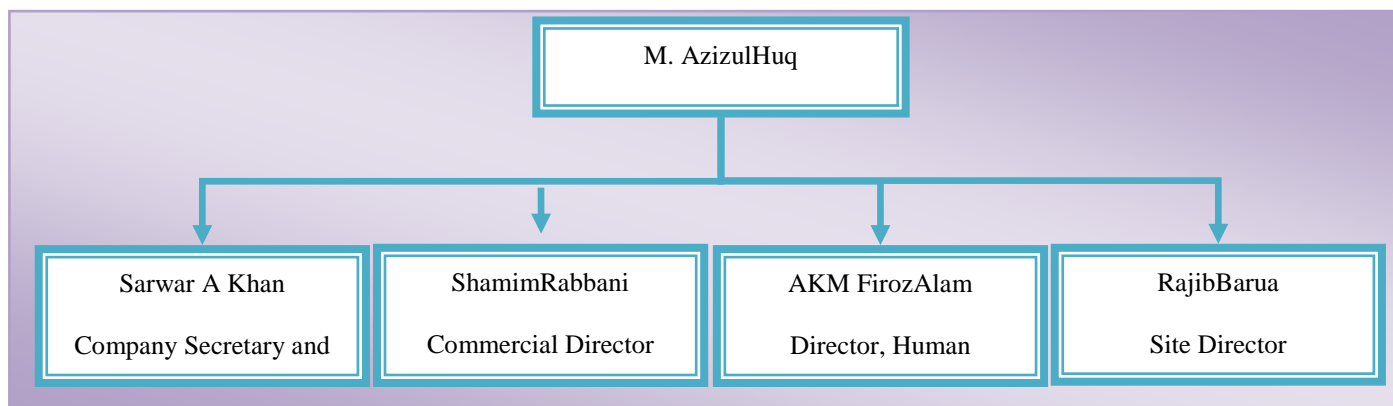 M. AzizulHuq
Sarwar A Khan
Company Secretary and
ShamimRabbani
Commercial Director
AKM FirozAlam
Director, Human
RajibBarua
Site Director